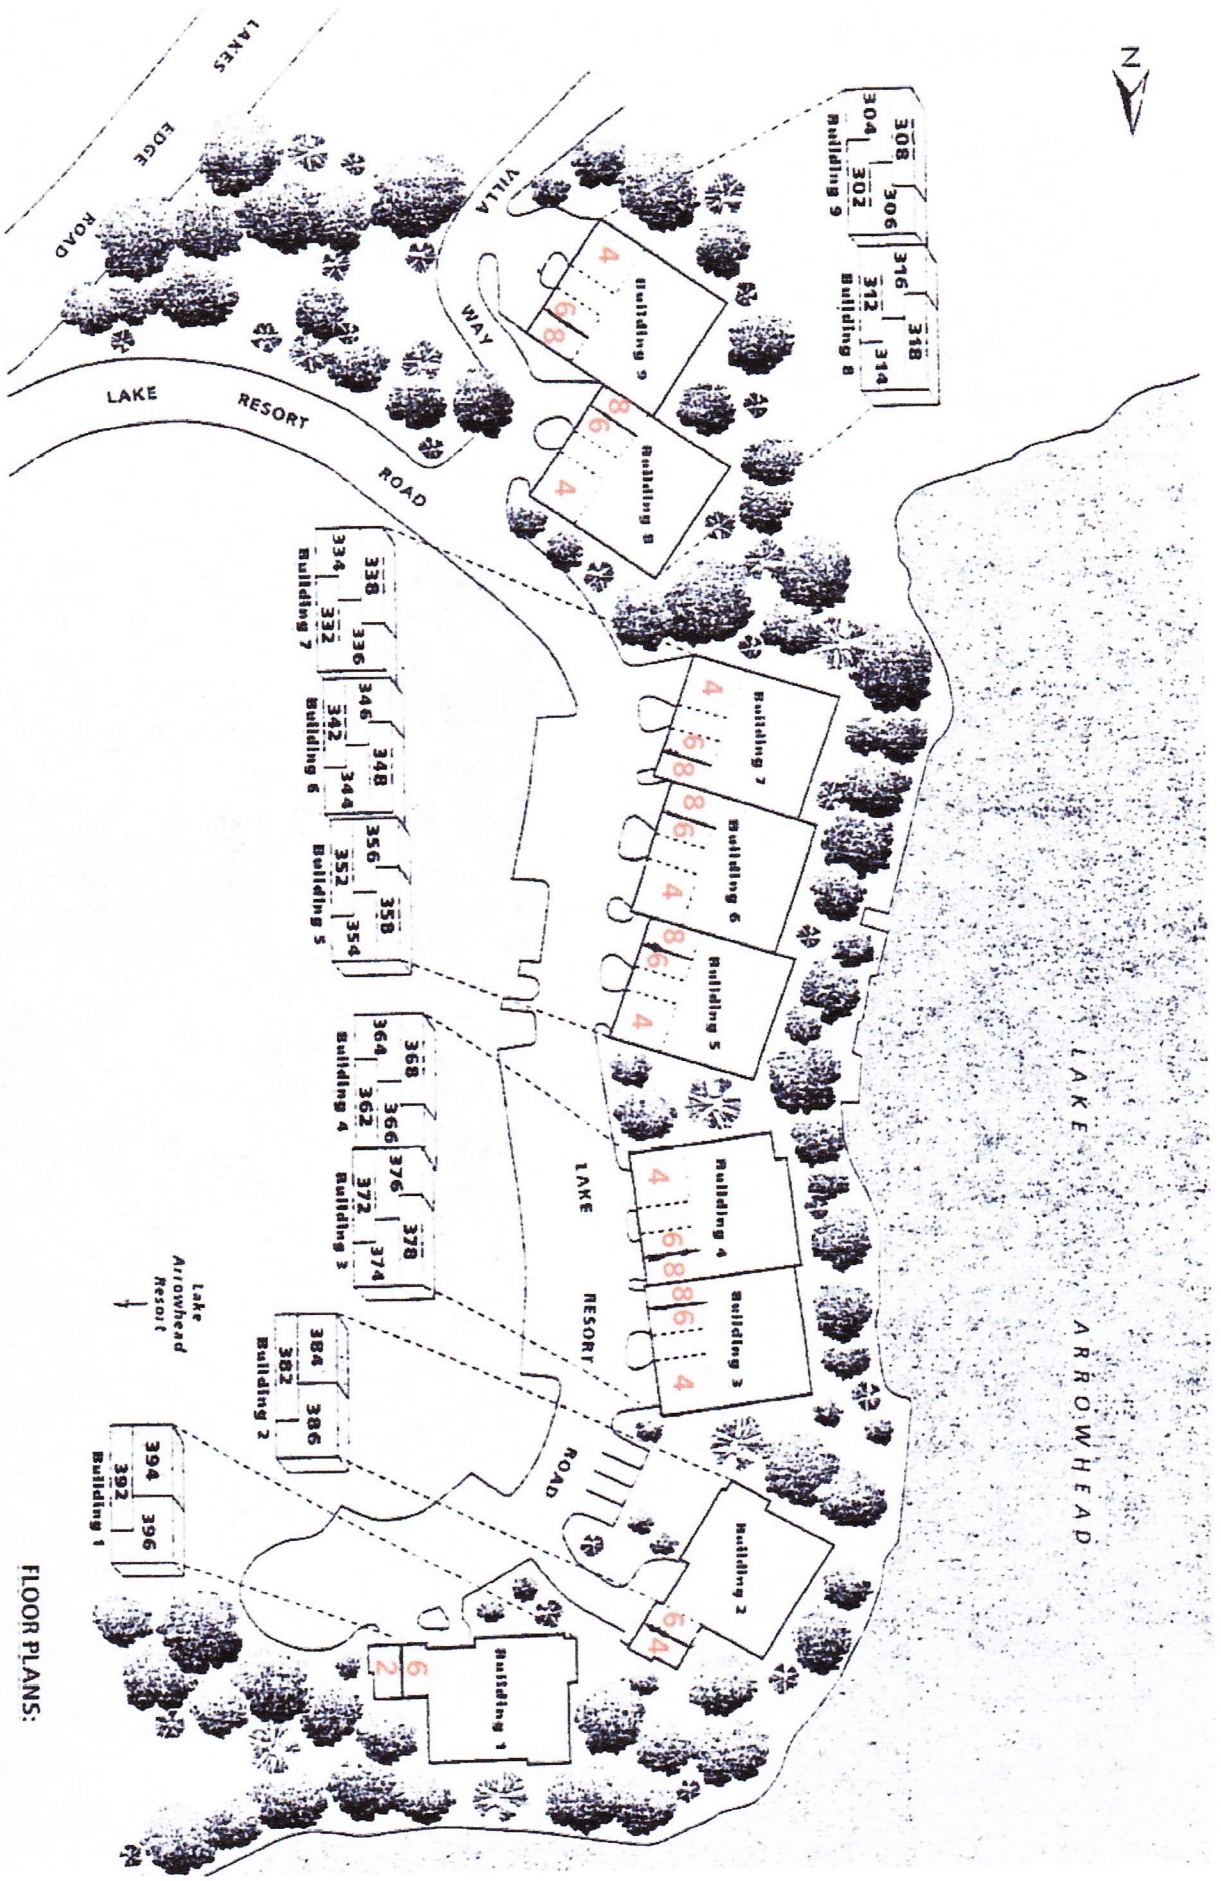 N
LAKES
EDGE
ROAD
VILLA
WAY
LAKE
RESORT
ROAD
308
304
306
302
Building 9
316
318
312
314
Building 8
4
6
8
Building 9
8
6
4
Building 8
338
334
336
332
Building 7
346
348
342
344
Building 6
356
358
352
354
Building 5
4
6
8
Building 7
8
6
4
Building 6
8
6
4
Building 5
368
364
366
362
Building 4
376
378
372
374
Building 3
4
6
8
Building 4
8
6
4
Building 3
LAKE ARROWHEAD
LAKE
RESORT
ROAD
Lake
Arrowhead
Resort
384
386
382
Building 2
394
396
392
Building 1
Building 2
6
4
Building 1
6
2
FLOOR PLANS: